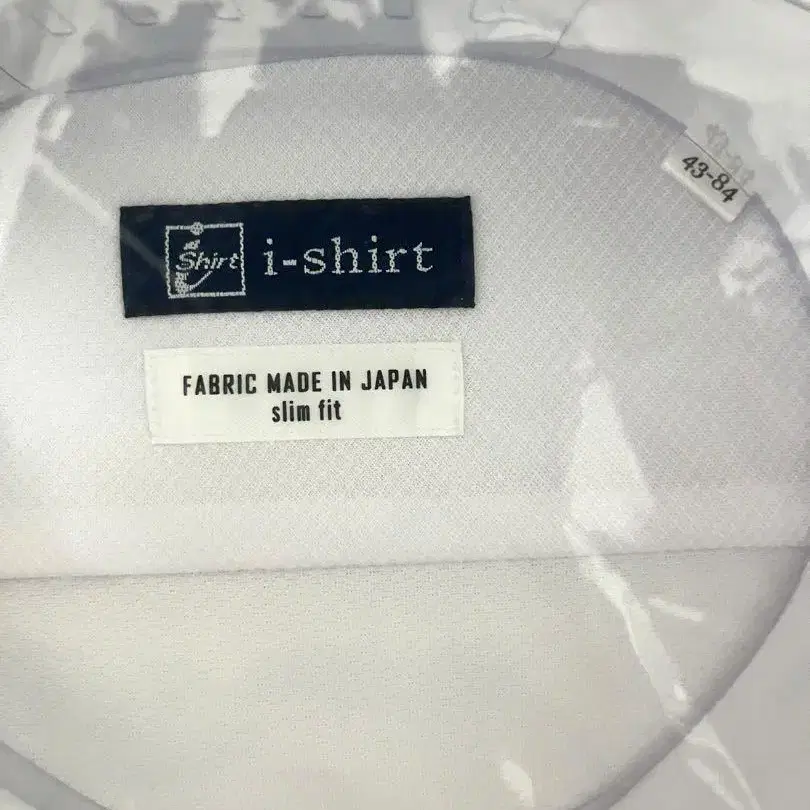 Shirt i-shirt
43-84
FABRIC MADE IN JAPAN
slim fit